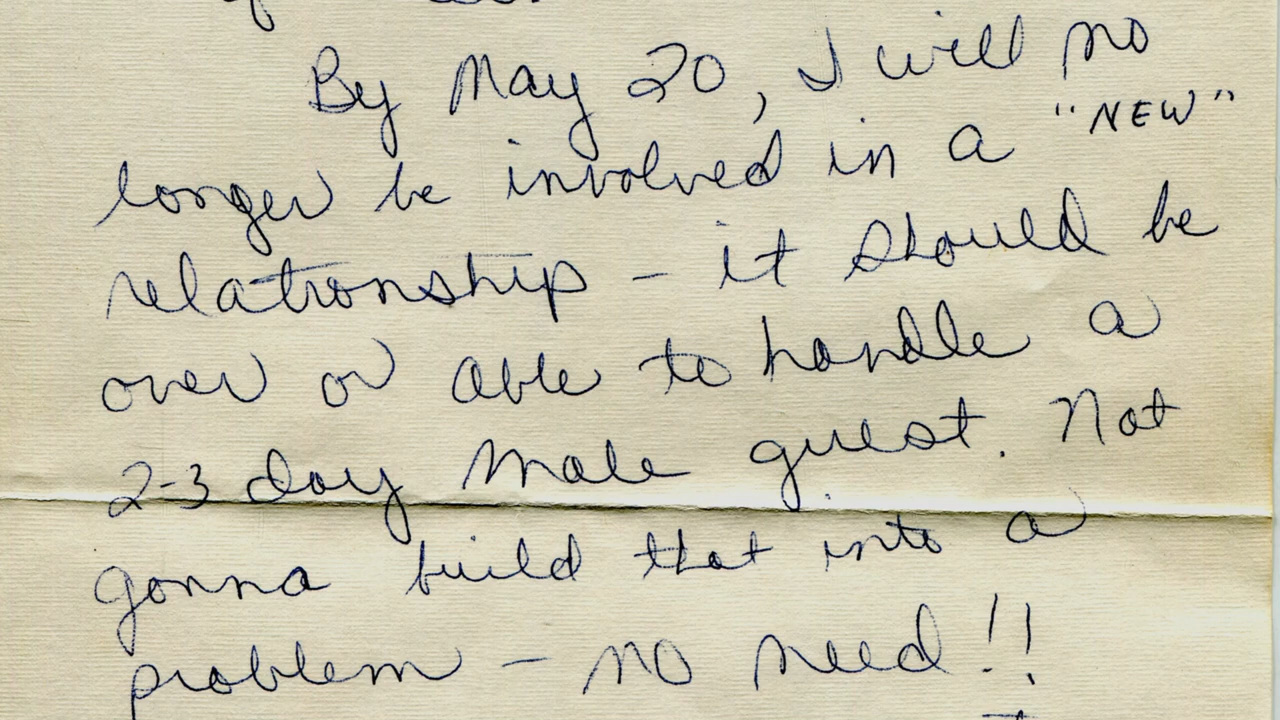 By May 20, I will no
longer be involved in a "NEW"
relationship - it should be
over or able to handle a
2-3 day male guest. Not
gonna build that into a
problem - no need!!